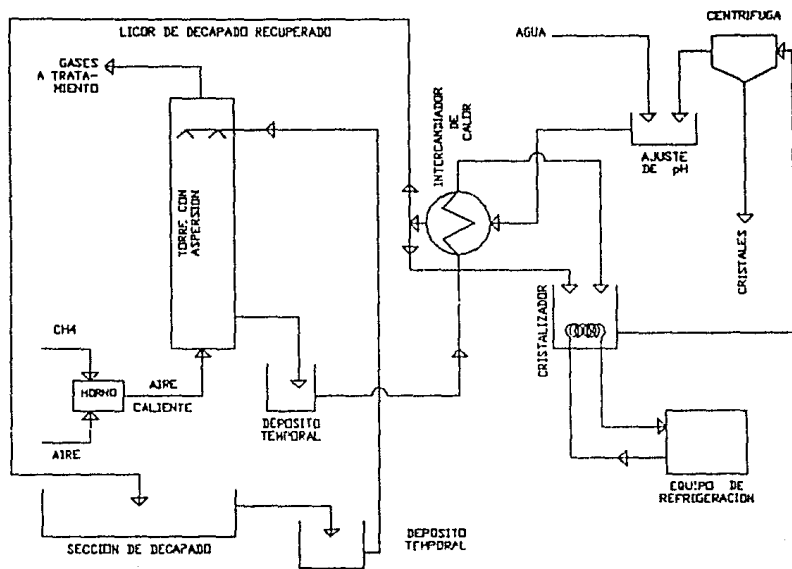 CENTRIFUGA
LICOR DE DECAPADO RECUPERADO
AGUA
GASES
A TRATA-
MIENTO
INTERCAMBIADOR
DE
CALOR
AJUSTE
DE pH
TORRE CON
ASPERSION
CRISTALES
CRISTALIZADOR
CH4
HORNO
AIRE
CALIENTE
AIRE
DEPOSITO
TEMPORAL
EQUIPO DE
REFRIGERACION
SECCION DE DECAPADO
DEPOSITO
TEMPORAL